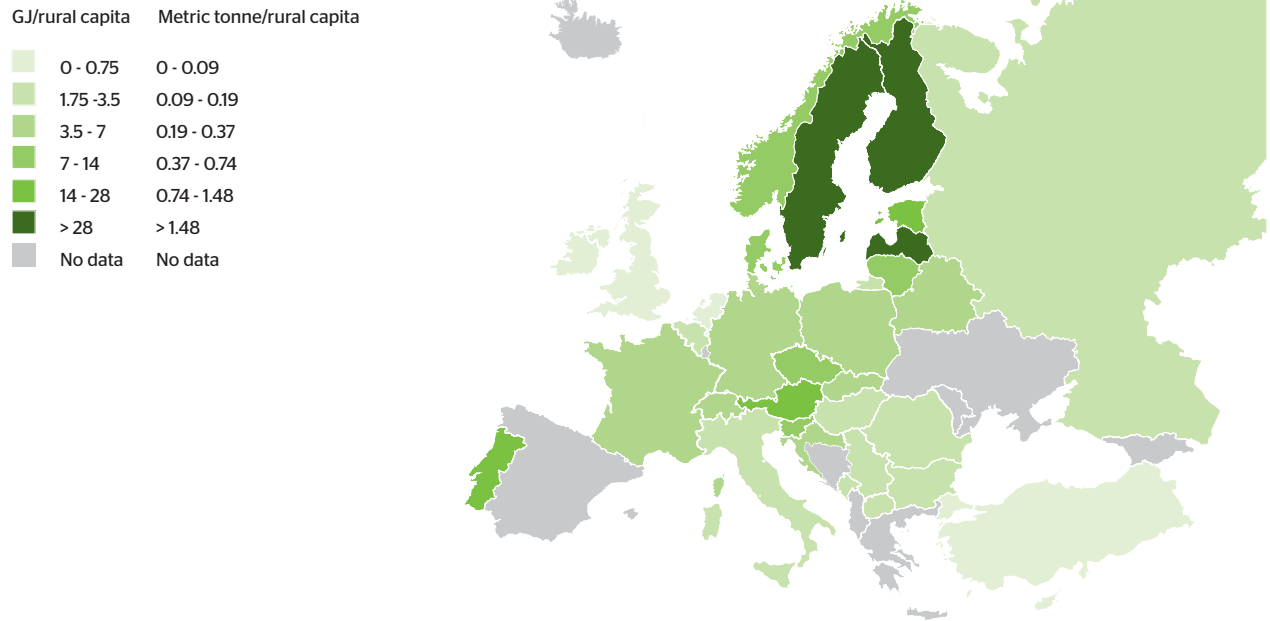 GJ/rural capita Metric tonne/rural capita
0 - 0.75 0 - 0.09
1.75 -3.5 0.09 - 0.19
3.5 - 7 0.19 - 0.37
7 - 14 0.37 - 0.74
14 - 28 0.74 - 1.48
> 28 > 1.48
No data No data